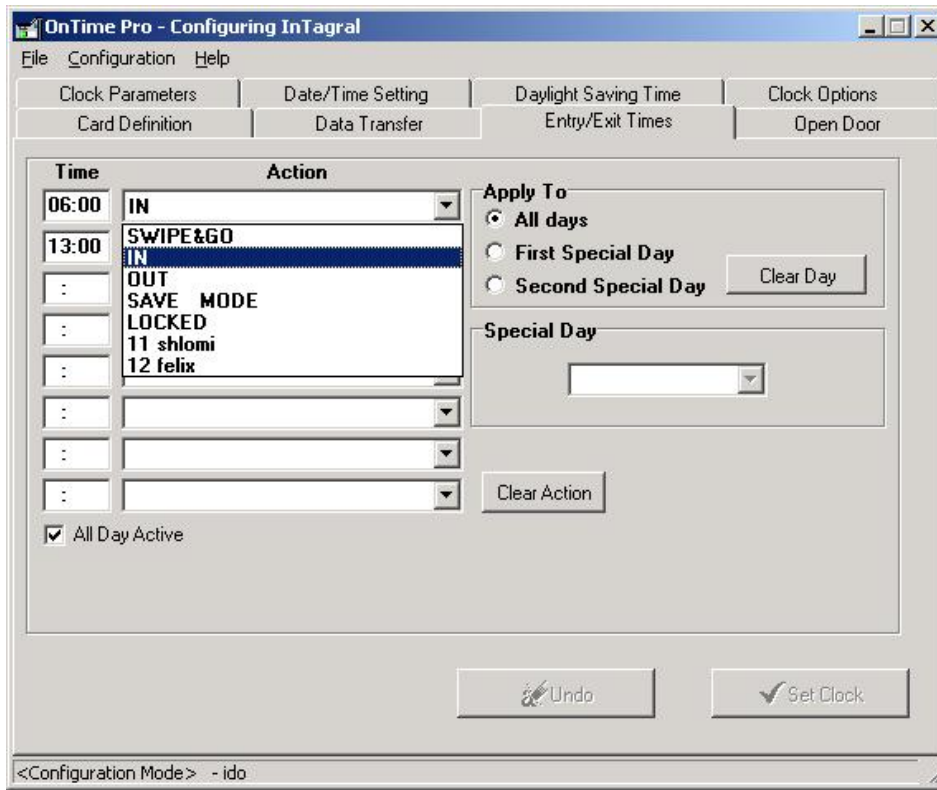 OnTime Pro - Configuring InTagral
File Configuration Help
Clock Parameters Date/Time Setting Daylight Saving Time Clock Options
Card Definition Data Transfer Entry/Exit Times Open Door
Time Action
06:00 IN
13:00
SWIPE&GO
IN
OUT
SAVE MODE
LOCKED
11 shlomi
12 felix
:
:
:
:
:
:
All Day Active
Apply To
All days
First Special Day
Second Special Day
Clear Day
Special Day
Clear Action
Undo Set Clock
<Configuration Mode> - ido